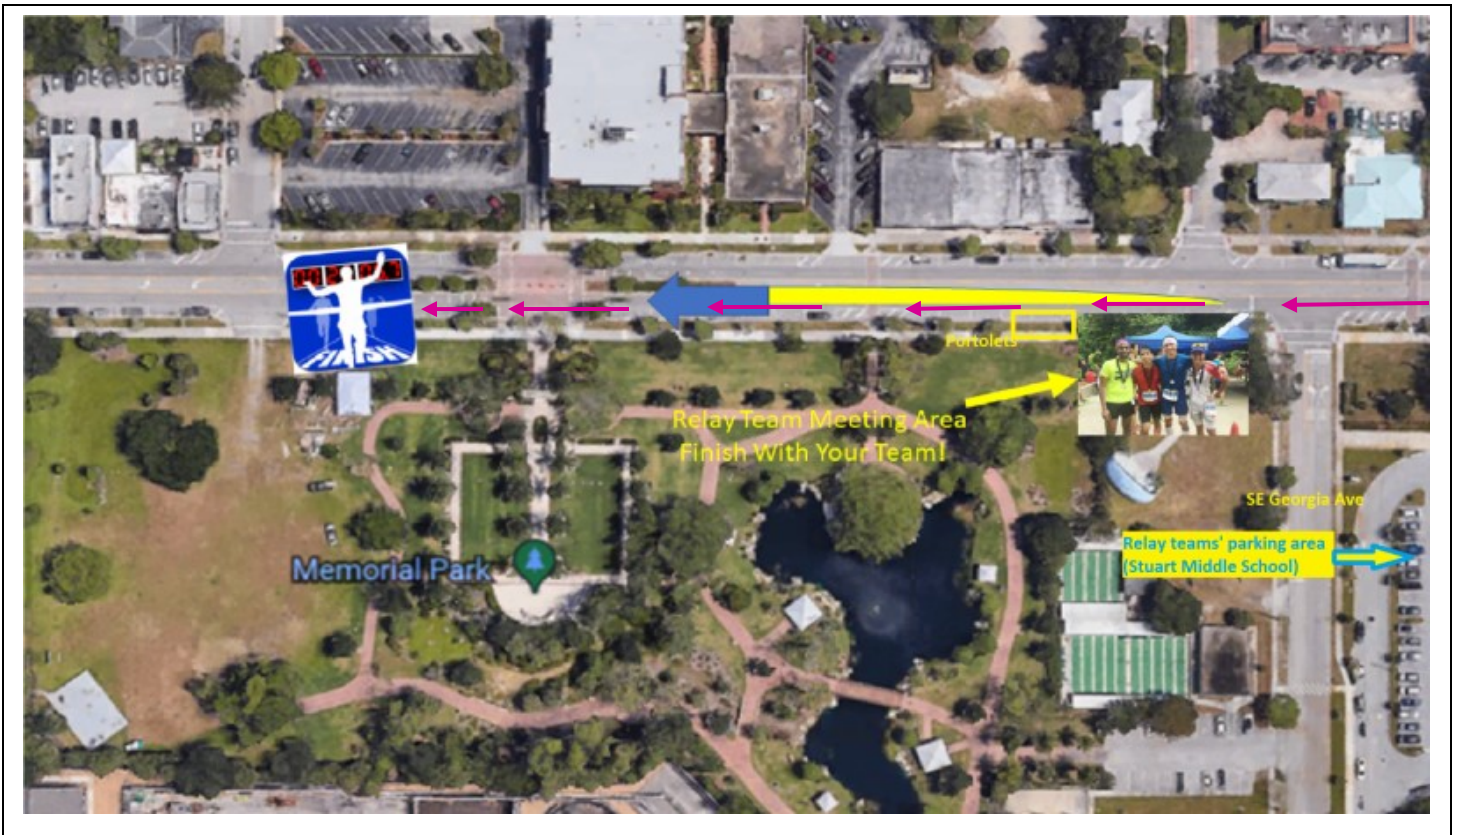 FINISH
Portolets
Relay Team Meeting Area
Finish With Your Team!
SE Georgia Ave
Relay teams' parking area
(Stuart Middle School)
Memorial Park